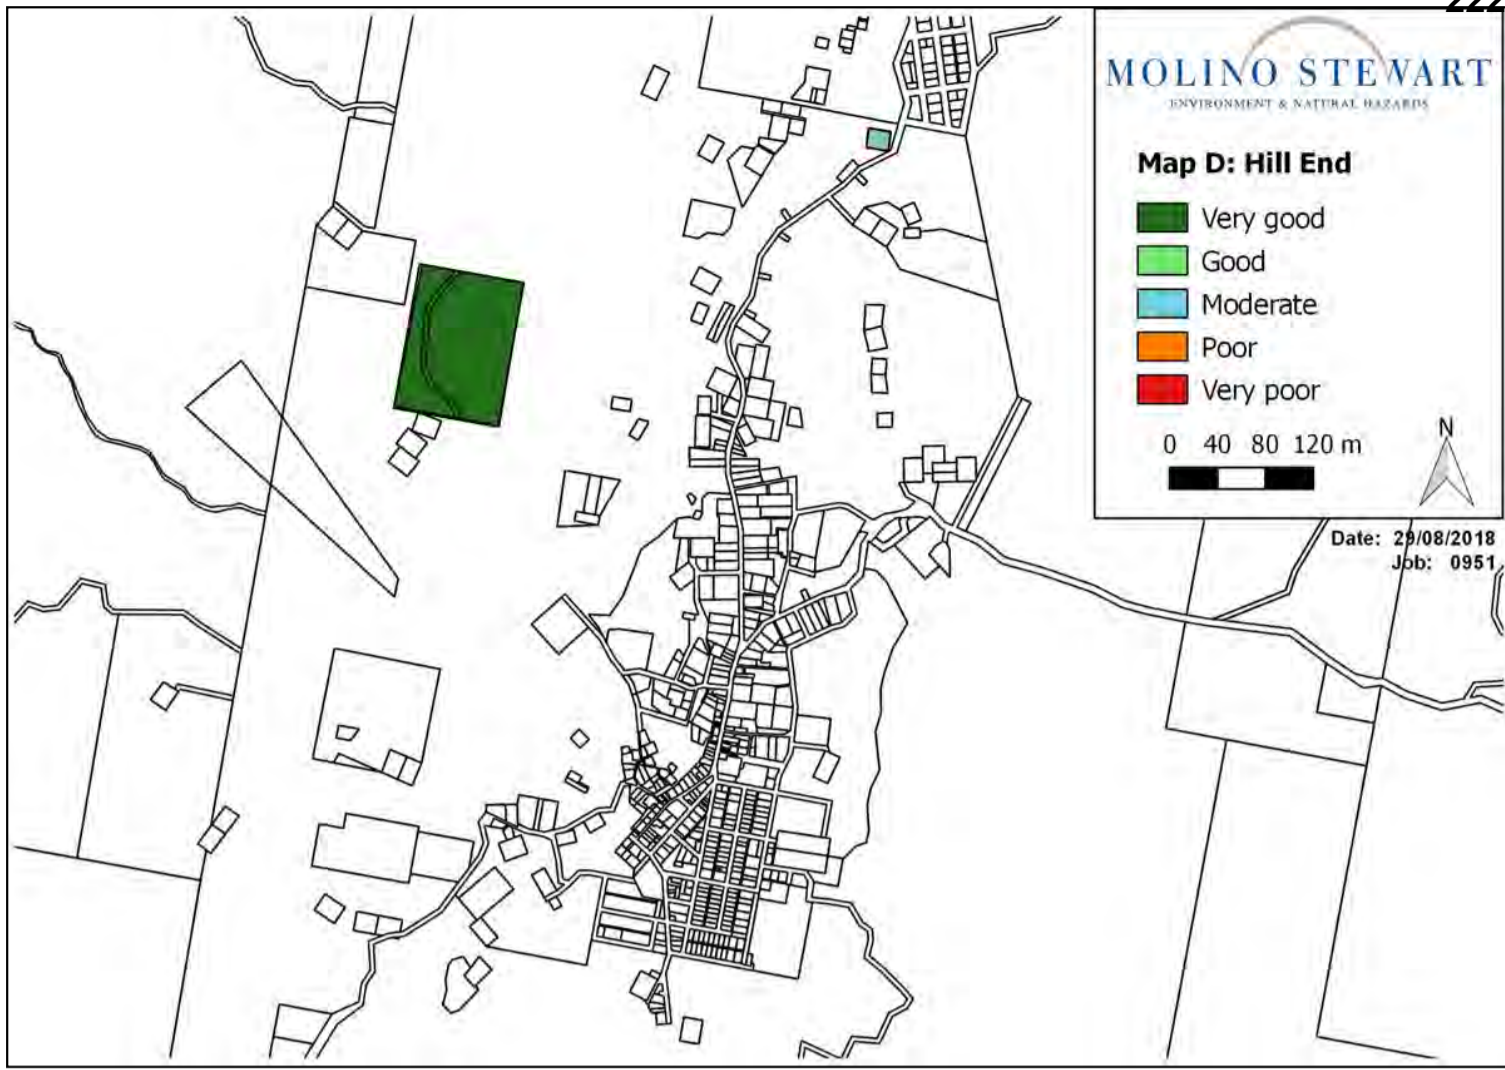 MOLINO STEWART
ENVIRONMENT & NATURAL HAZARDS
Map D: Hill End
Very good
Good
Moderate
Poor
Very poor
0 40 80 120 m
N
Date: 29/08/2018
Job: 0951